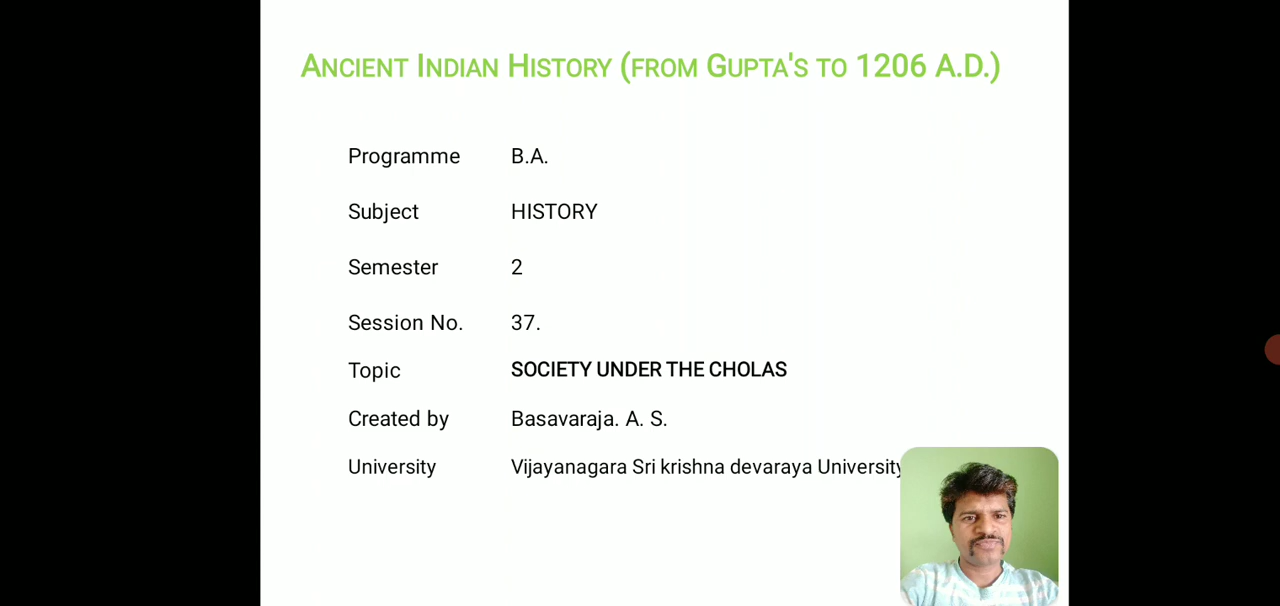 ANCIENT INDIAN HISTORY (FROM GUPTA'S TO 1206 A.D.)
Programme B.A.
Subject HISTORY
Semester 2
Session No. 37.
Topic SOCIETY UNDER THE CHOLAS
Created by Basavaraja. A. S.
University Vijayanagara Sri krishna devaraya University